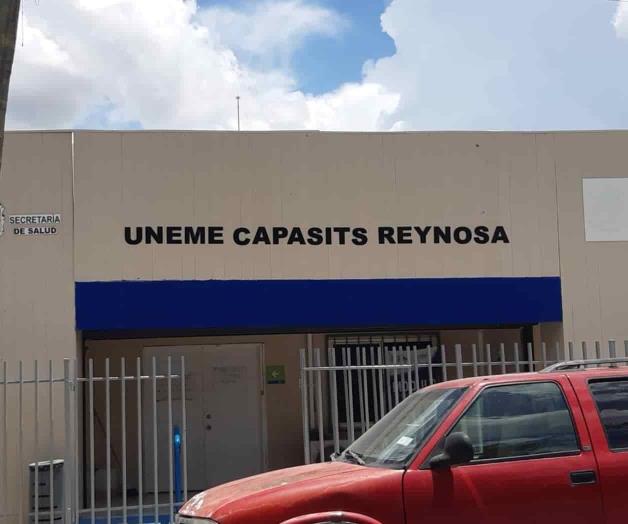 SECRETARÍA
DE SALUD
UNEME CAPASITS REYNOSA